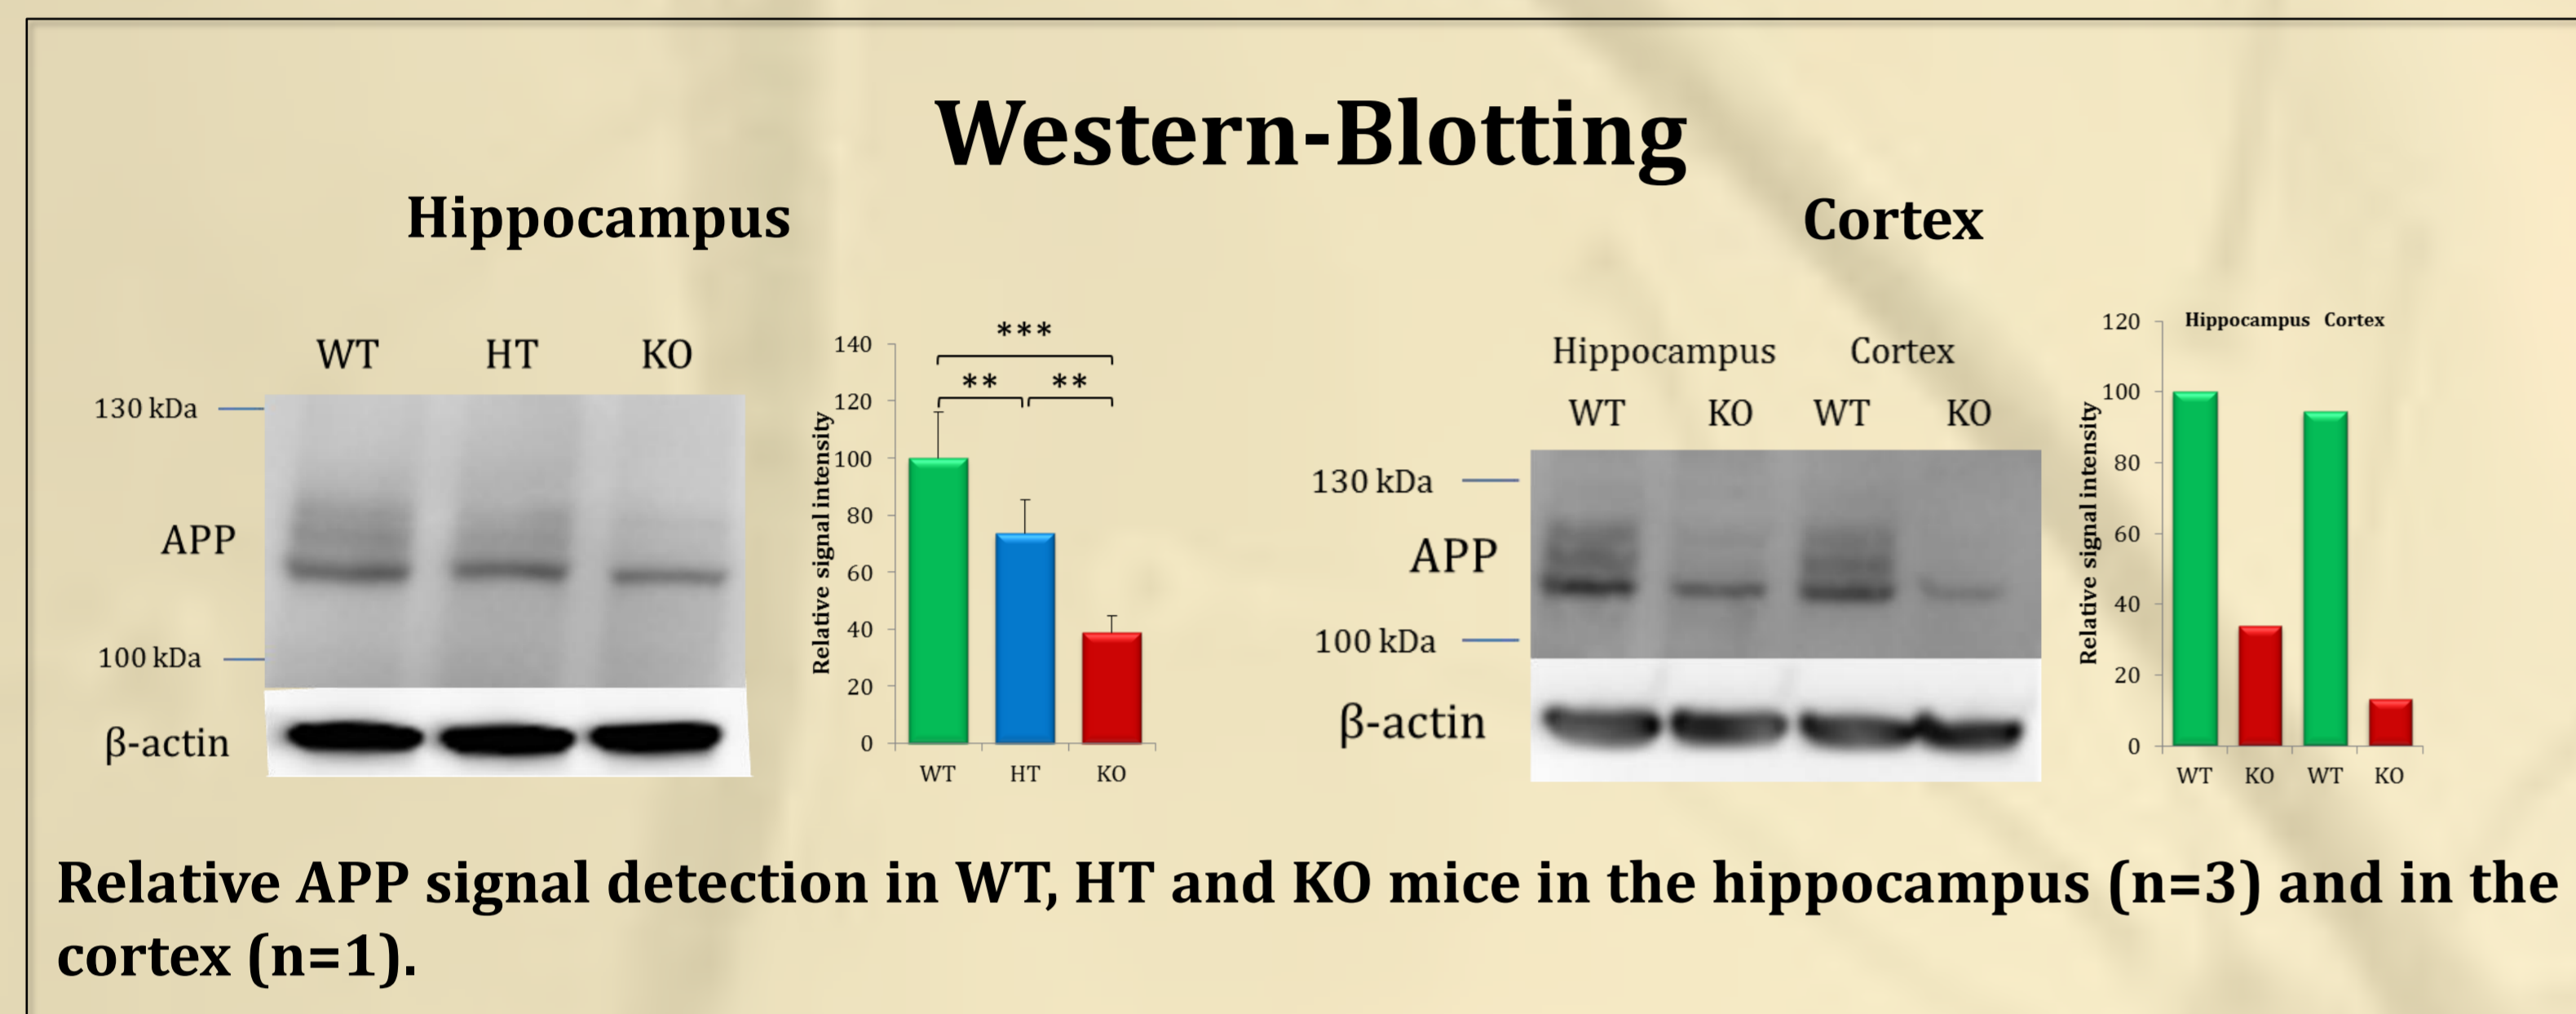 Western-Blotting
Hippocampus
WT HT KO
130 kDa
APP
100 kDa
β-actin
Relative signal intensity
140
120
100
80
60
40
20
0
***
** **
WT HT KO
Cortex
Hippocampus Cortex
WT KO WT KO
130 kDa
APP
100 kDa
β-actin
Relative signal intensity
120
100
80
60
40
20
0
Hippocampus Cortex
WT KO WT KO
Relative APP signal detection in WT, HT and KO mice in the hippocampus (n=3) and in the
cortex (n=1).